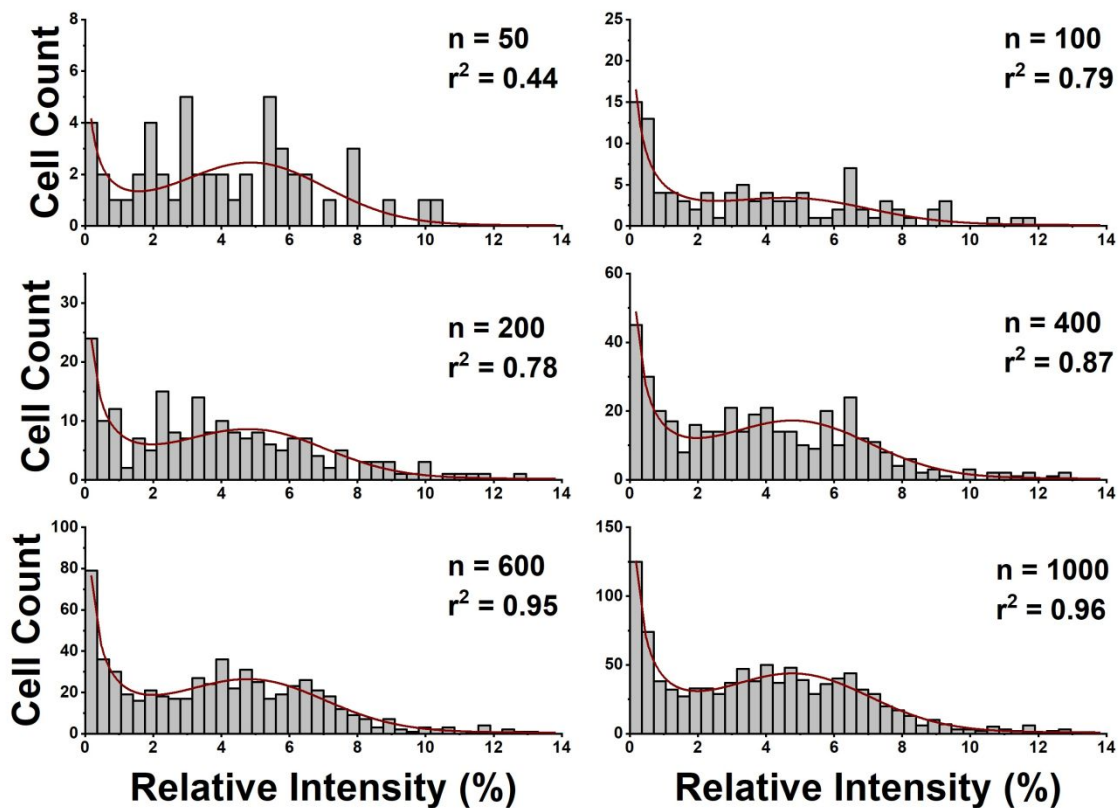 8
6
4
2
0
Cell Count
n = 50
r² = 0.44
0 2 4 6 8 10 12 14
25
20
15
10
5
0
n = 100
r² = 0.79
0 2 4 6 8 10 12 14
30
20
10
0
Cell Count
n = 200
r² = 0.78
0 2 4 6 8 10 12 14
60
40
20
0
n = 400
r² = 0.87
0 2 4 6 8 10 12 14
100
80
60
40
20
0
Cell Count
n = 600
r² = 0.95
0 2 4 6 8 10 12 14
Relative Intensity (%)
150
100
50
0
n = 1000
r² = 0.96
0 2 4 6 8 10 12 14
Relative Intensity (%)